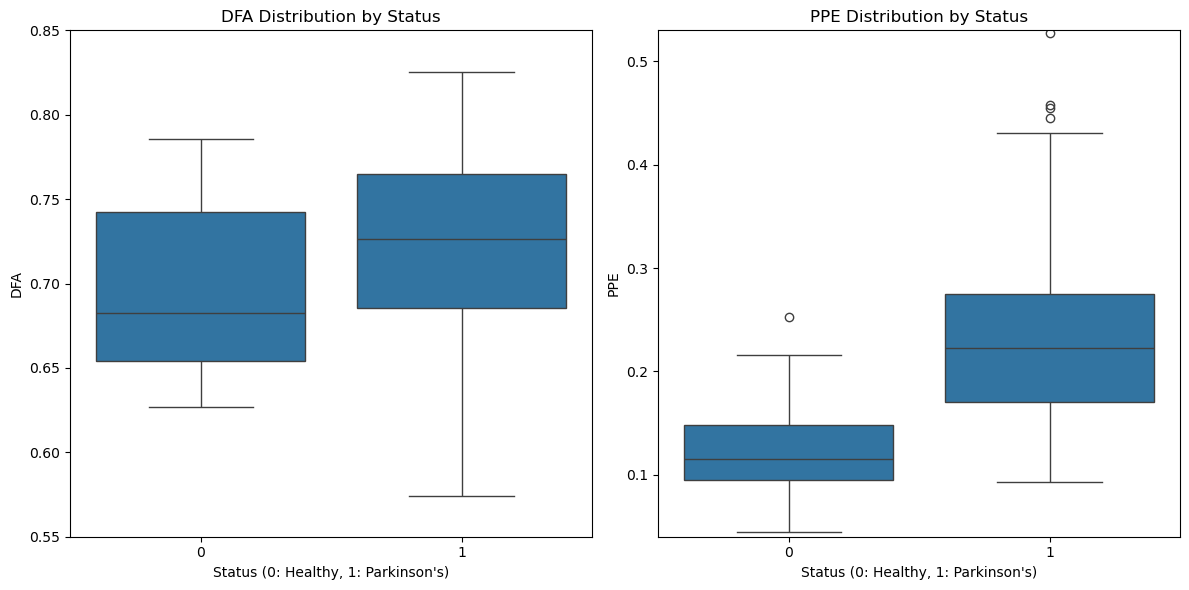 DFA Distribution by Status
0.85
0.80
0.75
0.70
0.65
0.60
0.55
DFA
0 1
Status (0: Healthy, 1: Parkinson's)
PPE Distribution by Status
0.5
0.4
0.3
0.2
0.1
PPE
0 1
Status (0: Healthy, 1: Parkinson's)